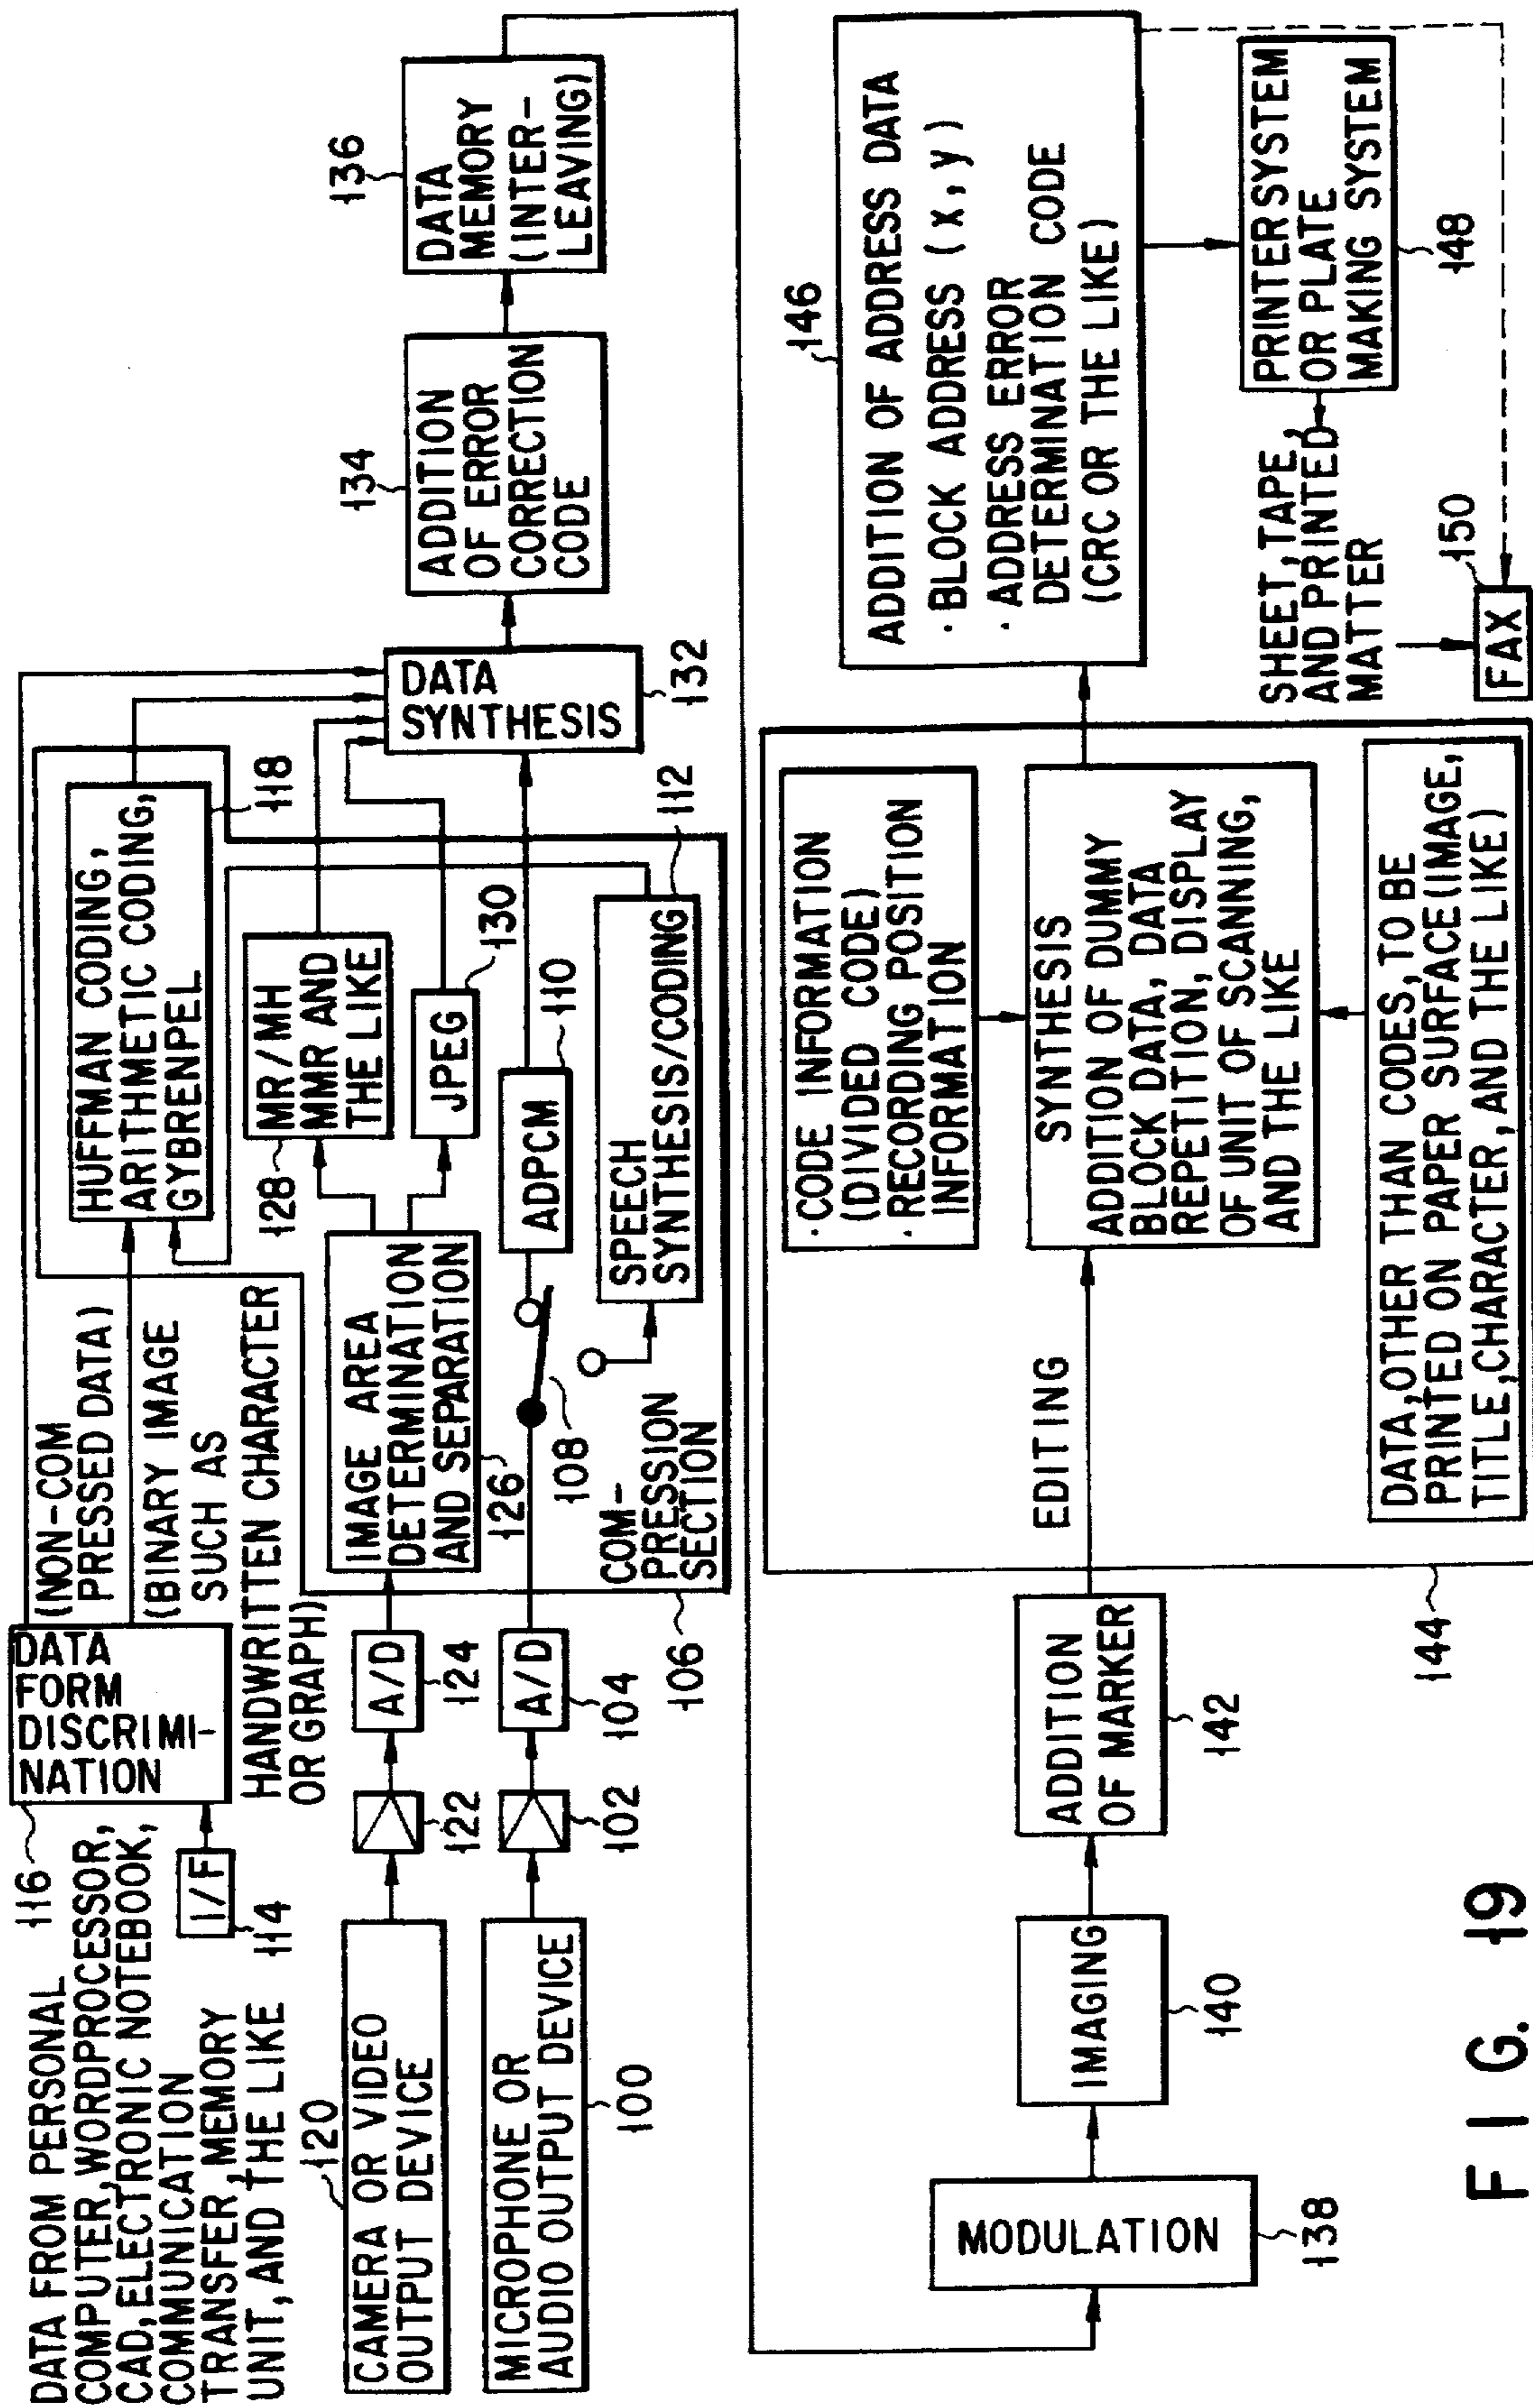 DATA FROM PERSONAL
COMPUTER, WORDPROCESSOR,
CAD, ELECTRONIC NOTEBOOK,
COMMUNICATION
TRANSFER, MEMORY
UNIT, AND THE LIKE
116
I/F
114
DATA
FORM
DISCRIMI-
NATION
(NON-COM
PRESSED DATA)
(BINARY IMAGE
SUCH AS
HANDWRITTEN CHARACTER
OR GRAPH)
HUFFMAN CODING,
ARITHMETIC CODING,
GYBRENPEL
118
120
CAMERA OR VIDEO
OUTPUT DEVICE
122
A/D
124
IMAGE AREA
DETERMINATION
AND SEPARATION
126
128
MR/MH
MMR AND
THE LIKE
JPEG
130
MICROPHONE OR
AUDIO OUTPUT DEVICE
100
102
A/D
104
106
108
ADPCM
110
SPEECH
SYNTHESIS/CODING
112
COM-
PRESSION
SECTION
DATA
SYNTHESIS
132
134
ADDITION
OF ERROR
CORRECTION
CODE
136
DATA
MEMORY
(INTER-
LEAVING)
MODULATION
138
IMAGING
140
ADDITION
OF MARKER
142
EDITING
144
· CODE INFORMATION
(DIVIDED CODE)
· RECORDING POSITION
INFORMATION
SYNTHESIS
ADDITION OF DUMMY
BLOCK DATA, DATA
REPETITION, DISPLAY
OF UNIT OF SCANNING,
AND THE LIKE
DATA, OTHER THAN CODES, TO BE
PRINTED ON PAPER SURFACE (IMAGE,
TITLE, CHARACTER, AND THE LIKE)
146
ADDITION OF ADDRESS DATA
· BLOCK ADDRESS (x, y)
· ADDRESS ERROR
DETERMINATION CODE
(CRC OR THE LIKE)
PRINTER SYSTEM
OR PLATE
MAKING SYSTEM
148
SHEET, TAPE,
AND PRINTED
MATTER
150
FAX
FIG. 19